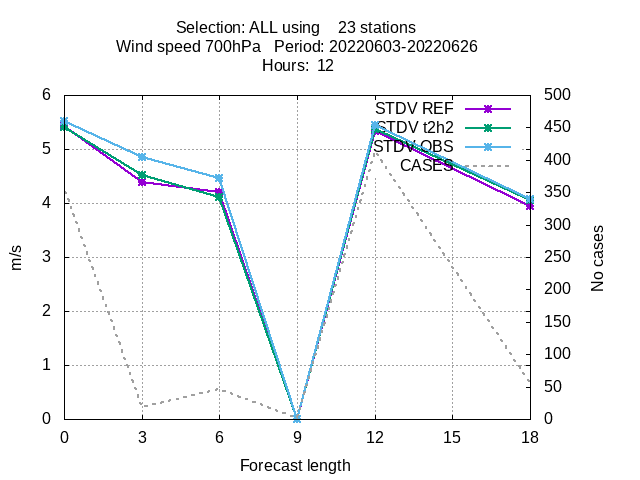 Selection: ALL using    23 stations
Wind speed 700hPa   Period: 20220603-20220626
Hours:  12
6
5
4
3
2
1
0
m/s
STDV REF
STDV t2h2
STDV OBS
CASES
500
450
400
350
300
250
200
150
100
50
0
No cases
0 3 6 9 12 15 18
Forecast length